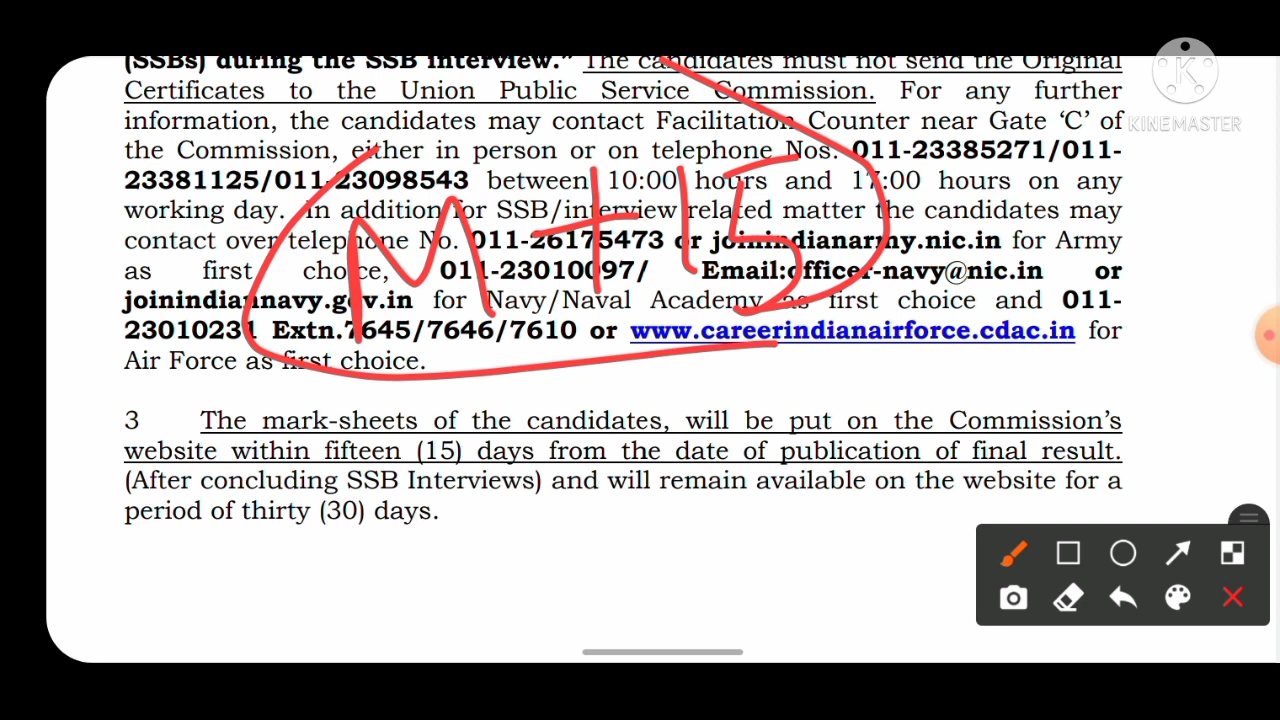 (SSBs) during the SSB interview." The candidates must not send the Original
Certificates to the Union Public Service Commission. For any further
information, the candidates may contact Facilitation Counter near Gate ‘C’ of
the Commission, either in person or on telephone Nos. 011-23385271/011-
23381125/011-23098543 between 10:00 hours and 17:00 hours on any
working day. In addition for SSB/interview related matter the candidates may
contact over telephone No. 011-26175473 or joinindianarmy.nic.in for Army
as first choice, 011-23010097/ Email:officer-navy@nic.in or
joinindiannavy.gov.in for Navy/Naval Academy as first choice and 011-
23010231 Extn.7645/7646/7610 or www.careerindianairforce.cdac.in for
Air Force as first choice.
M + 15
3 The mark-sheets of the candidates, will be put on the Commission’s
website within fifteen (15) days from the date of publication of final result.
(After concluding SSB Interviews) and will remain available on the website for a
period of thirty (30) days.
K
KINEMASTER